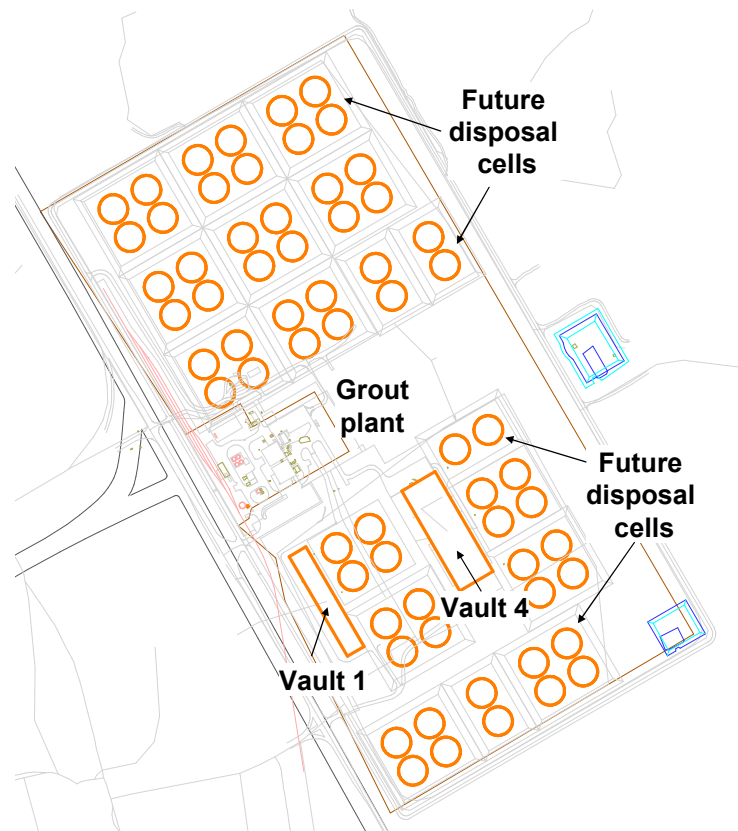 Future
disposal
cells
Grout
plant
Future
disposal
cells
Vault 4
Vault 1